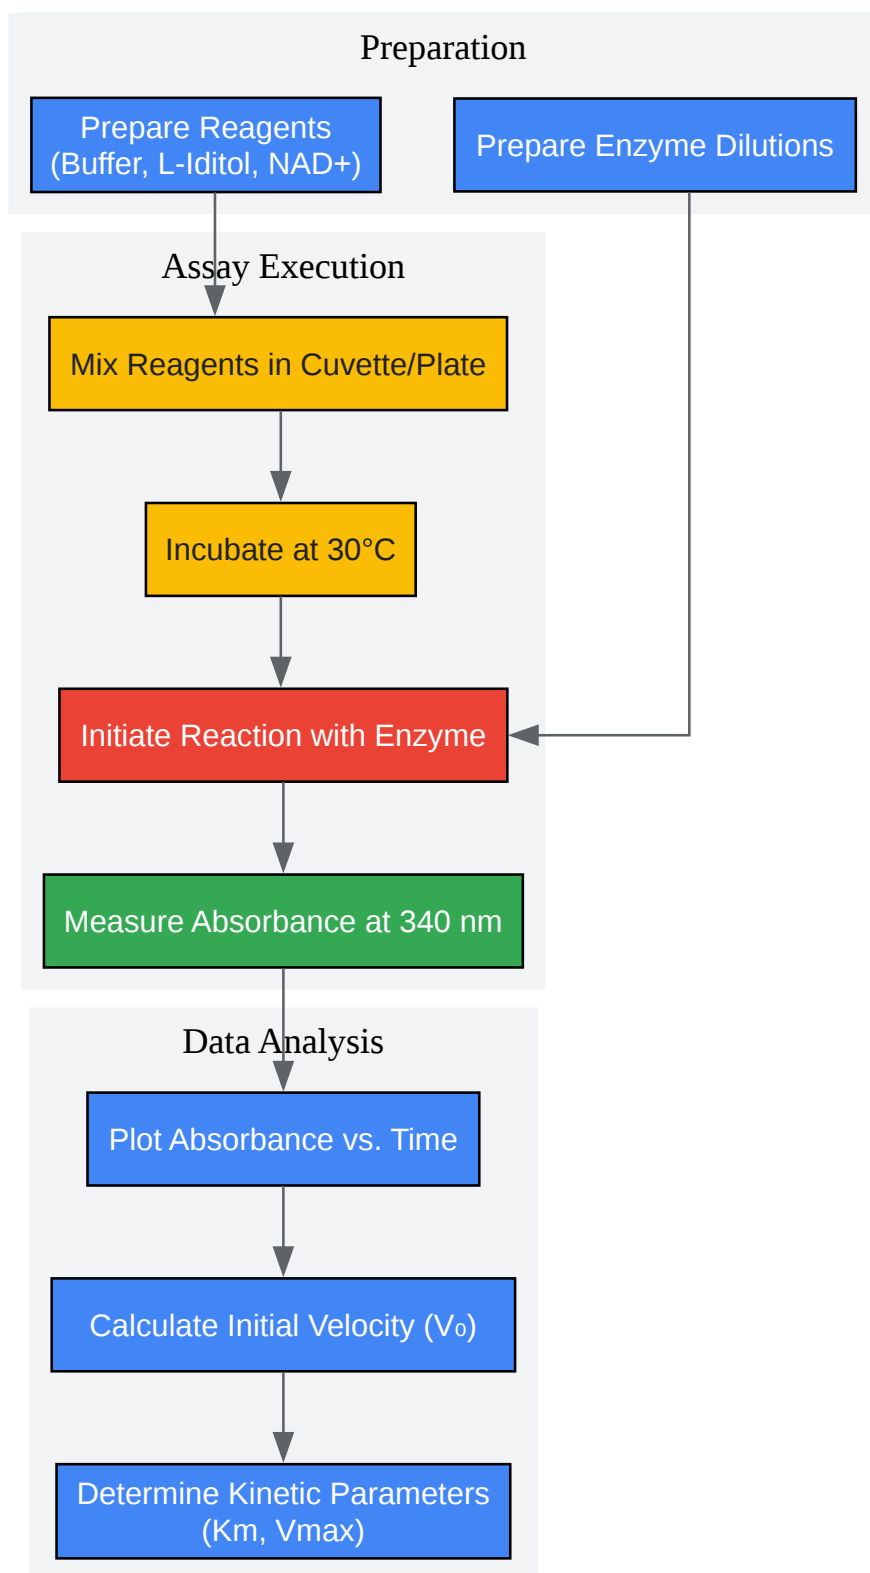 Preparation
Prepare Reagents
(Buffer, L-Iditol, NAD+)
Prepare Enzyme Dilutions
Assay Execution
Mix Reagents in Cuvette/Plate
Incubate at 30°C
Initiate Reaction with Enzyme
Measure Absorbance at 340 nm
Data Analysis
Plot Absorbance vs. Time
Calculate Initial Velocity (V₀)
Determine Kinetic Parameters
(Km, Vmax)